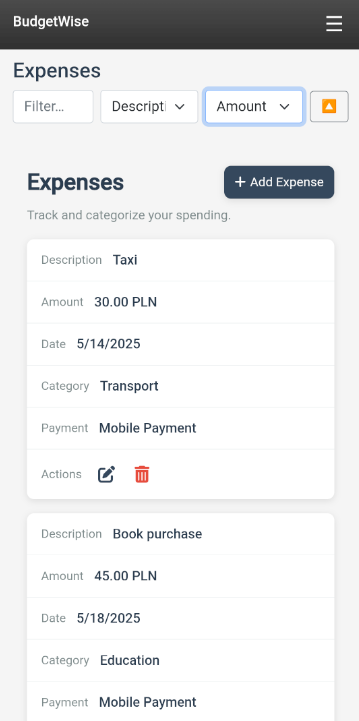 BudgetWise
Expenses
Filter... Amount
Expenses
Add Expense
Track and categorize your spending.
Description Taxi
Amount 30.00 PLN
Date 5/14/2025
Category Transport
Payment Mobile Payment
Actions
Description Book purchase
Amount 45.00 PLN
Date 5/18/2025
Category Education
Payment Mobile Payment